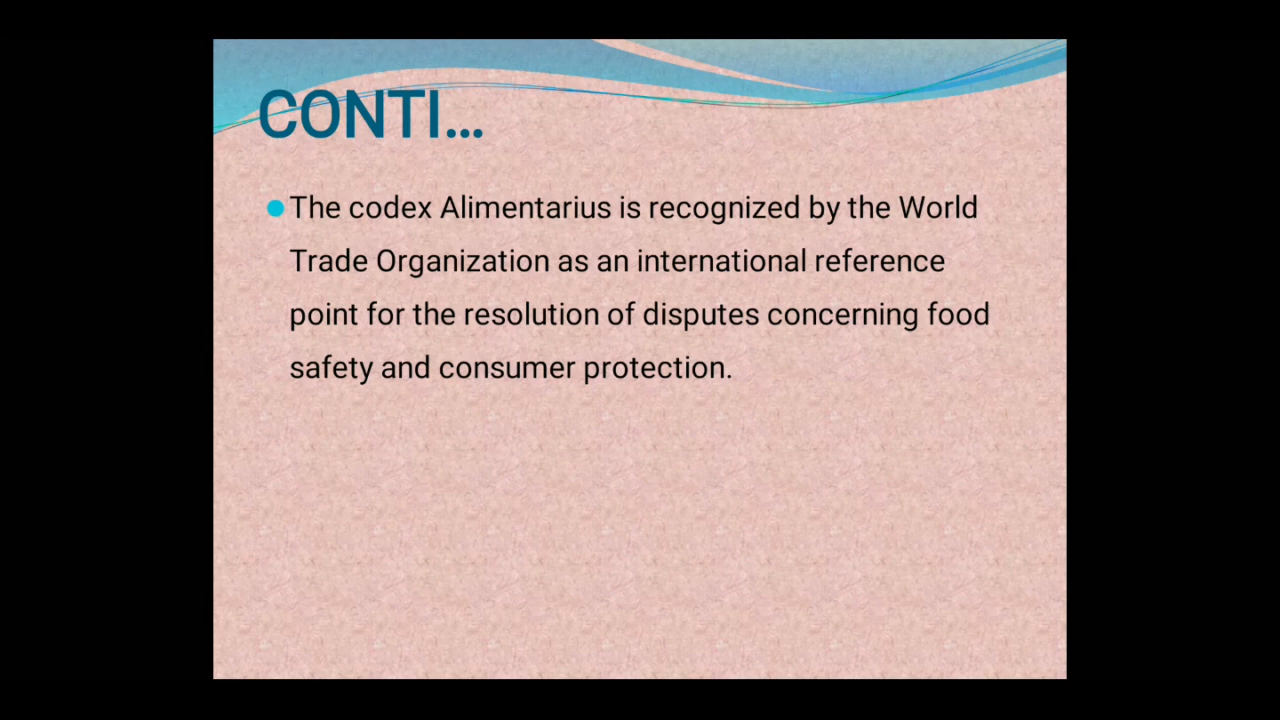 CONTI...
The codex Alimentarius is recognized by the World
Trade Organization as an international reference
point for the resolution of disputes concerning food
safety and consumer protection.